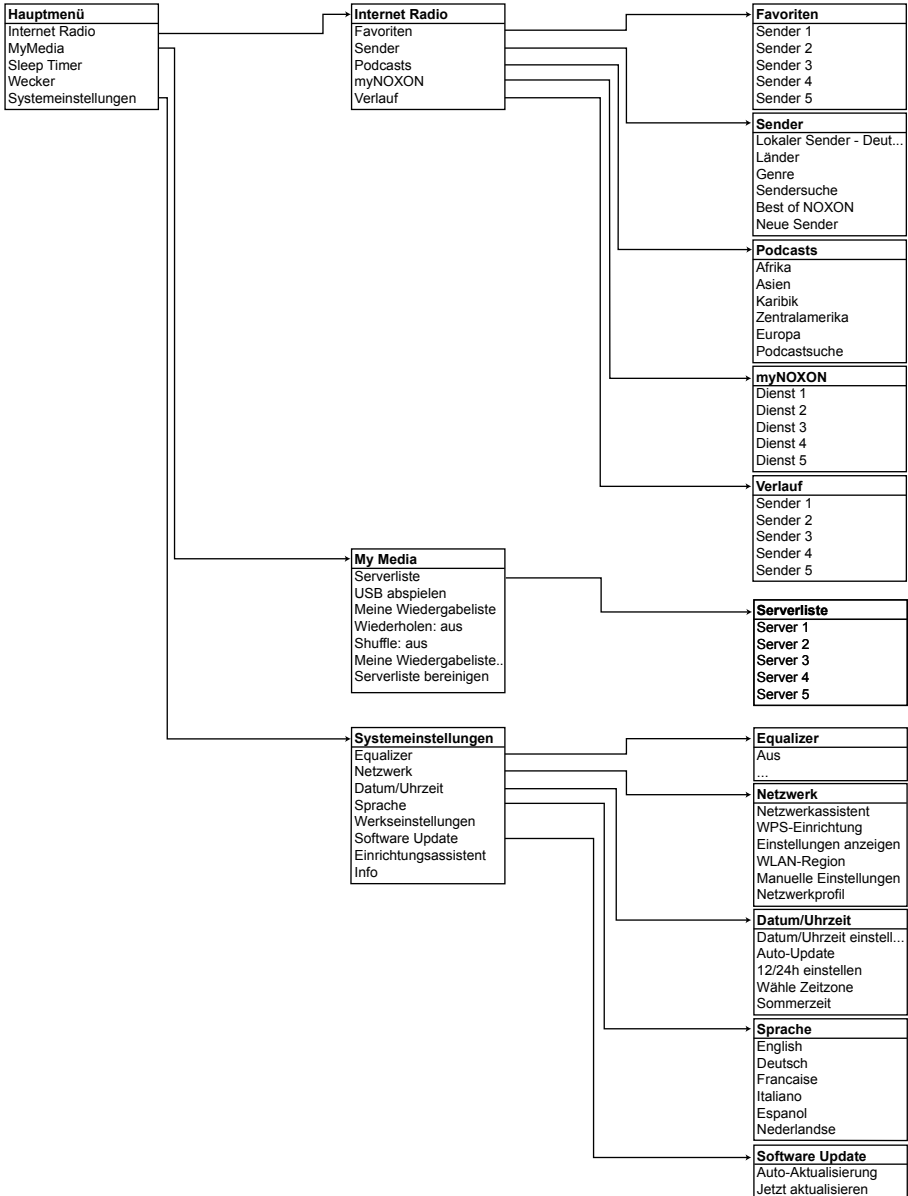 Hauptmenü
Internet Radio
MyMedia
Sleep Timer
Wecker
Systemeinstellungen
Internet Radio
Favoriten
Sender
Podcasts
myNOXON
Verlauf
Favoriten
Sender 1
Sender 2
Sender 3
Sender 4
Sender 5
Sender
Lokaler Sender - Deut...
Länder
Genre
Sendersuche
Best of NOXON
Neue Sender
Podcasts
Afrika
Asien
Karibik
Zentralamerika
Europa
Podcastsuche
myNOXON
Dienst 1
Dienst 2
Dienst 3
Dienst 4
Dienst 5
Verlauf
Sender 1
Sender 2
Sender 3
Sender 4
Sender 5
My Media
Serverliste
USB abspielen
Meine Wiedergabeliste
Wiederholen: aus
Shuffle: aus
Meine Wiedergabeliste..
Serverliste bereinigen
Serverliste
Server 1
Server 2
Server 3
Server 4
Server 5
Systemeinstellungen
Equalizer
Netzwerk
Datum/Uhrzeit
Sprache
Werkseinstellungen
Software Update
Einrichtungsassistent
Info
Equalizer
Aus
...
Netzwerk
Netzwerkassistent
WPS-Einrichtung
Einstellungen anzeigen
WLAN-Region
Manuelle Einstellungen
Netzwerkprofil
Datum/Uhrzeit
Datum/Uhrzeit einstell...
Auto-Update
12/24h einstellen
Wähle Zeitzone
Sommerzeit
Sprache
English
Deutsch
Francaise
Italiano
Espanol
Nederlandse
Software Update
Auto-Aktualisierung
Jetzt aktualisieren